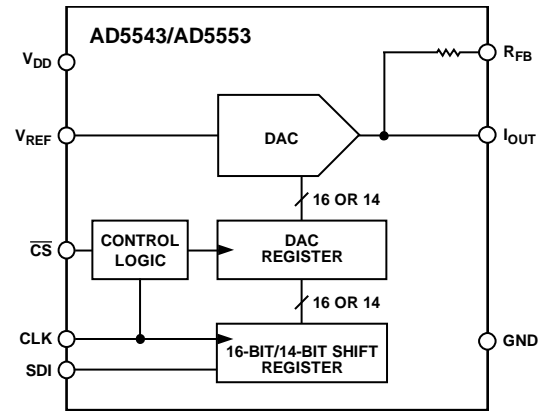 AD5543/AD5553
VDD
RFB
VREF
DAC
IOUT
16 OR 14
CS
CONTROL
LOGIC
DAC
REGISTER
16 OR 14
CLK
16-BIT/14-BIT SHIFT
REGISTER
GND
SDI